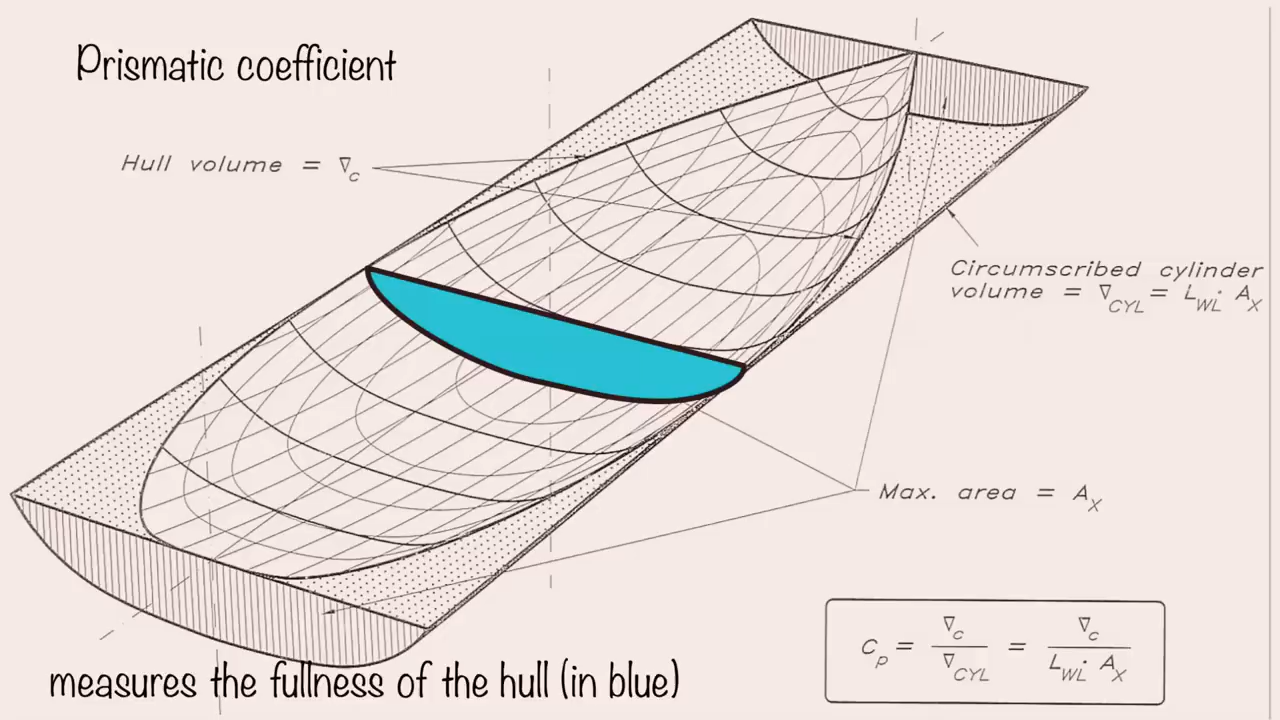 Prismatic coefficient
Hull volume = ∇c
Circumscribed cylinder
volume = ∇CYL = LWL · AX
Max. area = AX
Cp = ∇c / ∇CYL = ∇c / LWL · AX
measures the fullness of the hull (in blue)